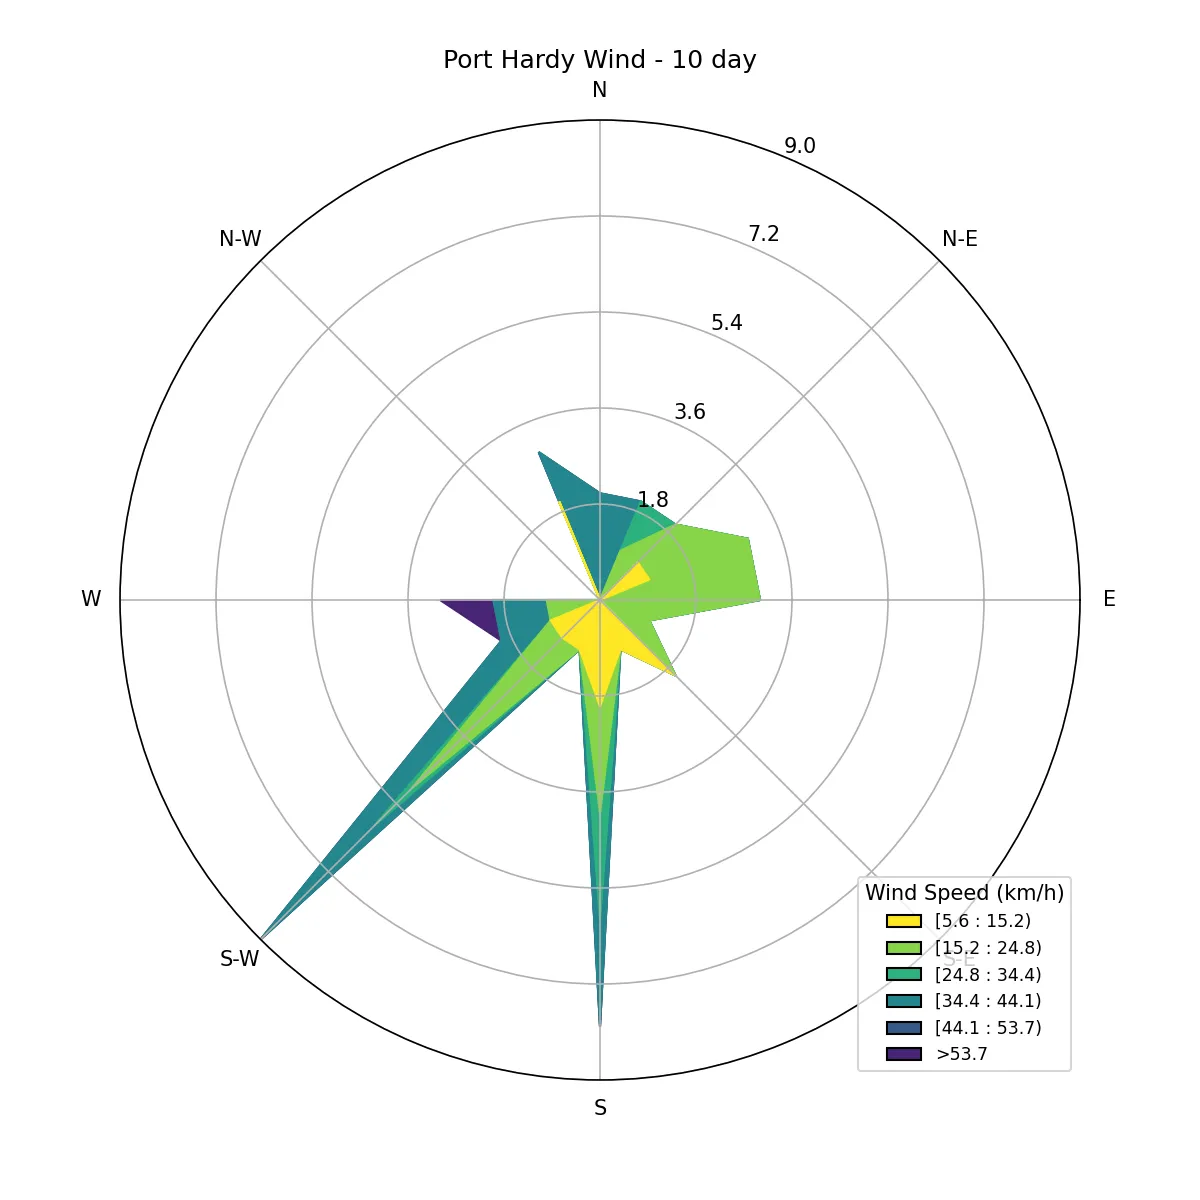 Port Hardy Wind - 10 day
N
9.0
7.2
N-W
N-E
5.4
3.6
1.8
W
E
Wind Speed (km/h)
[5.6 : 15.2)
[15.2 : 24.8)
S-W
S-E
[24.8 : 34.4)
[34.4 : 44.1)
[44.1 : 53.7)
>53.7
S